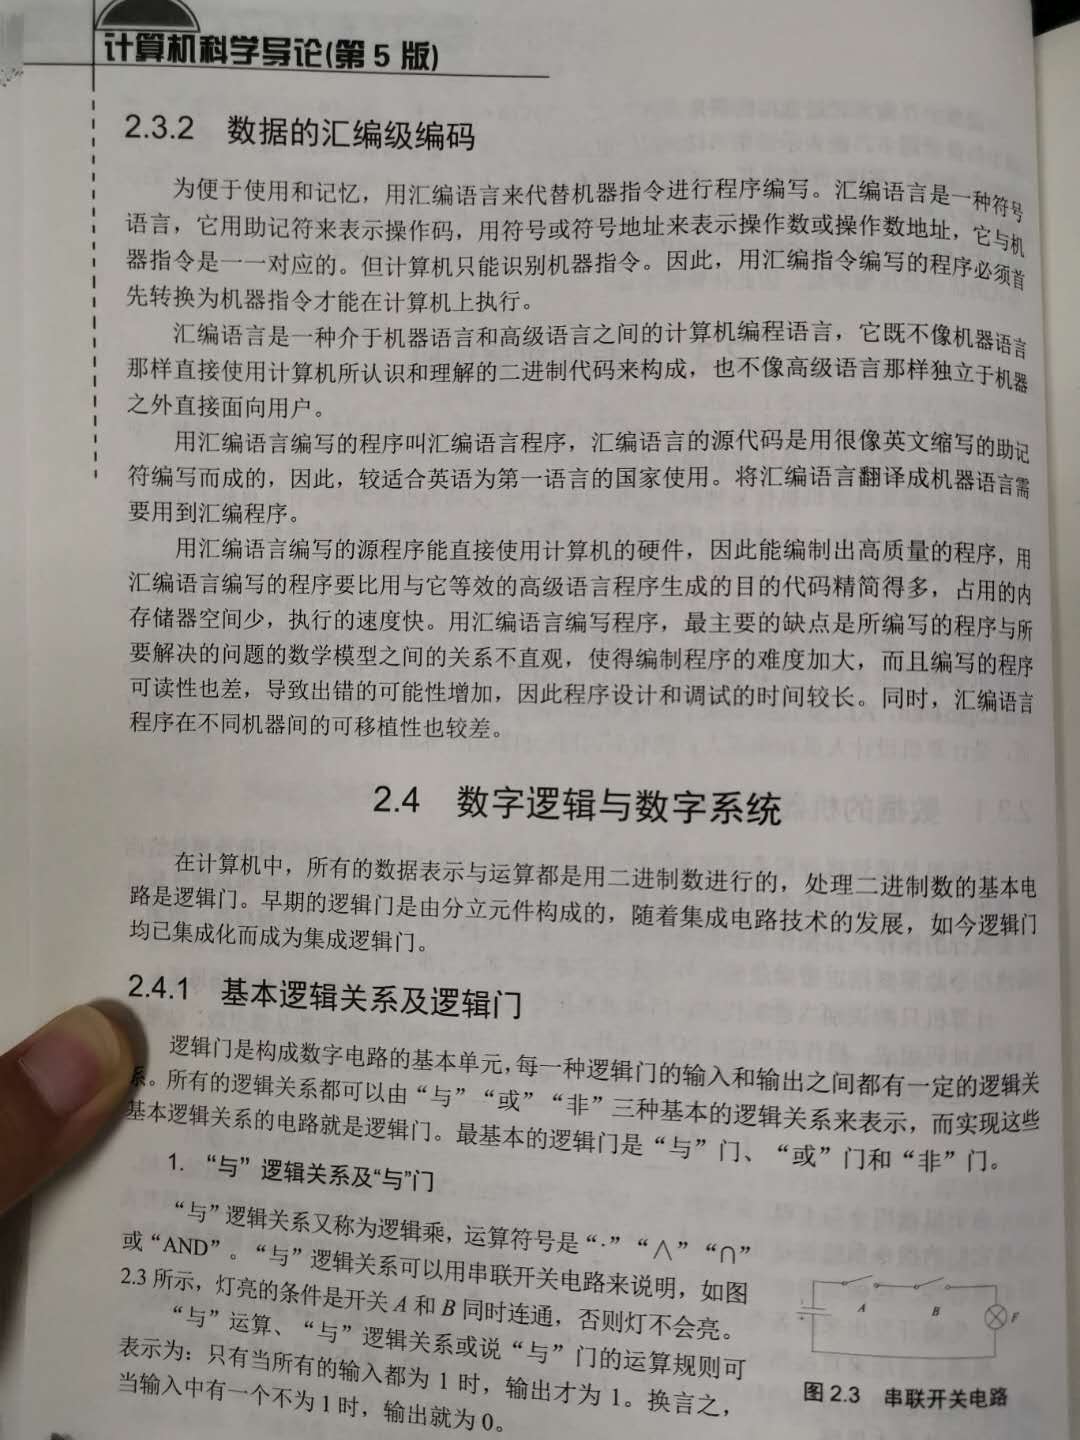 计算机科学导论(第5版)
2.3.2 数据的汇编级编码
为便于使用和记忆，用汇编语言来代替机器指令进行程序编写。汇编语言是一种符号
语言，它用助记符来表示操作码，用符号或符号地址来表示操作数或操作数地址，它与机
器指令是一一对应的。但计算机只能识别机器指令。因此，用汇编指令编写的程序必须首
先转换为机器指令才能在计算机上执行。
汇编语言是一种介于机器语言和高级语言之间的计算机编程语言，它既不像机器语言
那样直接使用计算机所认识和理解的二进制代码来构成，也不像高级语言那样独立于机器
之外直接面向用户。
用汇编语言编写的程序叫汇编语言程序，汇编语言的源代码是用很像英文缩写的助记
符编写而成的，因此，较适合英语为第一语言的国家使用。将汇编语言翻译成机器语言需
要用到汇编程序。
用汇编语言编写的源程序能直接使用计算机的硬件，因此能编制出高质量的程序，用
汇编语言编写的程序要比用与它等效的高级语言程序生成的目的代码精简得多，占用的内
存储器空间少，执行的速度快。用汇编语言编写程序，最主要的缺点是所编写的程序与所
要解决的问题的数学模型之间的关系不直观，使得编制程序的难度加大，而且编写的程序
可读性也差，导致出错的可能性增加，因此程序设计和调试的时间较长。同时，汇编语言
程序在不同机器间的可移植性也较差。
2.4 数字逻辑与数字系统
在计算机中，所有的数据表示与运算都是用二进制数进行的，处理二进制数的基本电
路是逻辑门。早期的逻辑门是由分立元件构成的，随着集成电路技术的发展，如今逻辑门
均已集成化而成为集成逻辑门。
2.4.1 基本逻辑关系及逻辑门
逻辑门是构成数字电路的基本单元，每一种逻辑门的输入和输出之间都有一定的逻辑关
系。所有的逻辑关系都可以由“与”“或”“非”三种基本的逻辑关系来表示，而实现这些
基本逻辑关系的电路就是逻辑门。最基本的逻辑门是“与”门、“或”门和“非”门。
1. “与”逻辑关系及“与”门
“与”逻辑关系又称为逻辑乘，运算符号是“·”“∧”“∩”
或“AND”。“与”逻辑关系可以用串联开关电路来说明，如图
2.3 所示，灯亮的条件是开关 A 和 B 同时连通，否则灯不会亮。
“与”运算、“与”逻辑关系或说“与”门的运算规则可
表示为：只有当所有的输入都为 1 时，输出才为 1。换言之，
当输入中有一个不为 1 时，输出就为 0。
A B F
图 2.3 串联开关电路